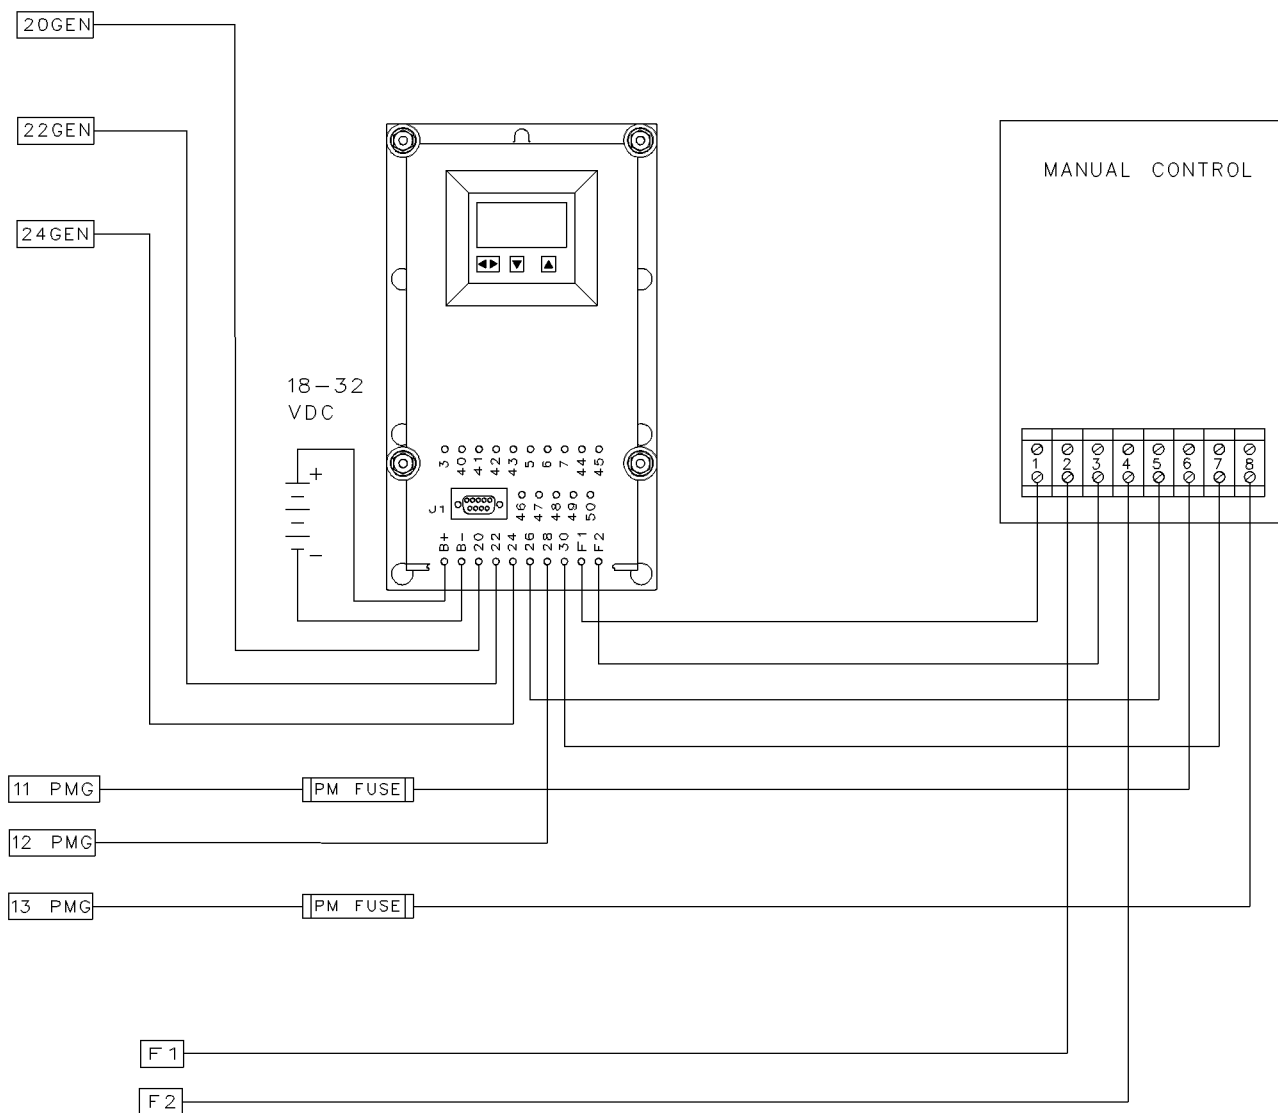 20GEN
22GEN
24GEN
MANUAL CONTROL
18-32
VDC
+
-
3 40 41 42 43 5 6 7 44 45
J1 46 47 48 49 50
B+ B- 20 22 24 26 28 30 F1 F2
1 2 3 4 5 6 7 8
11 PMG
PM FUSE
12 PMG
13 PMG
PM FUSE
F1
F2